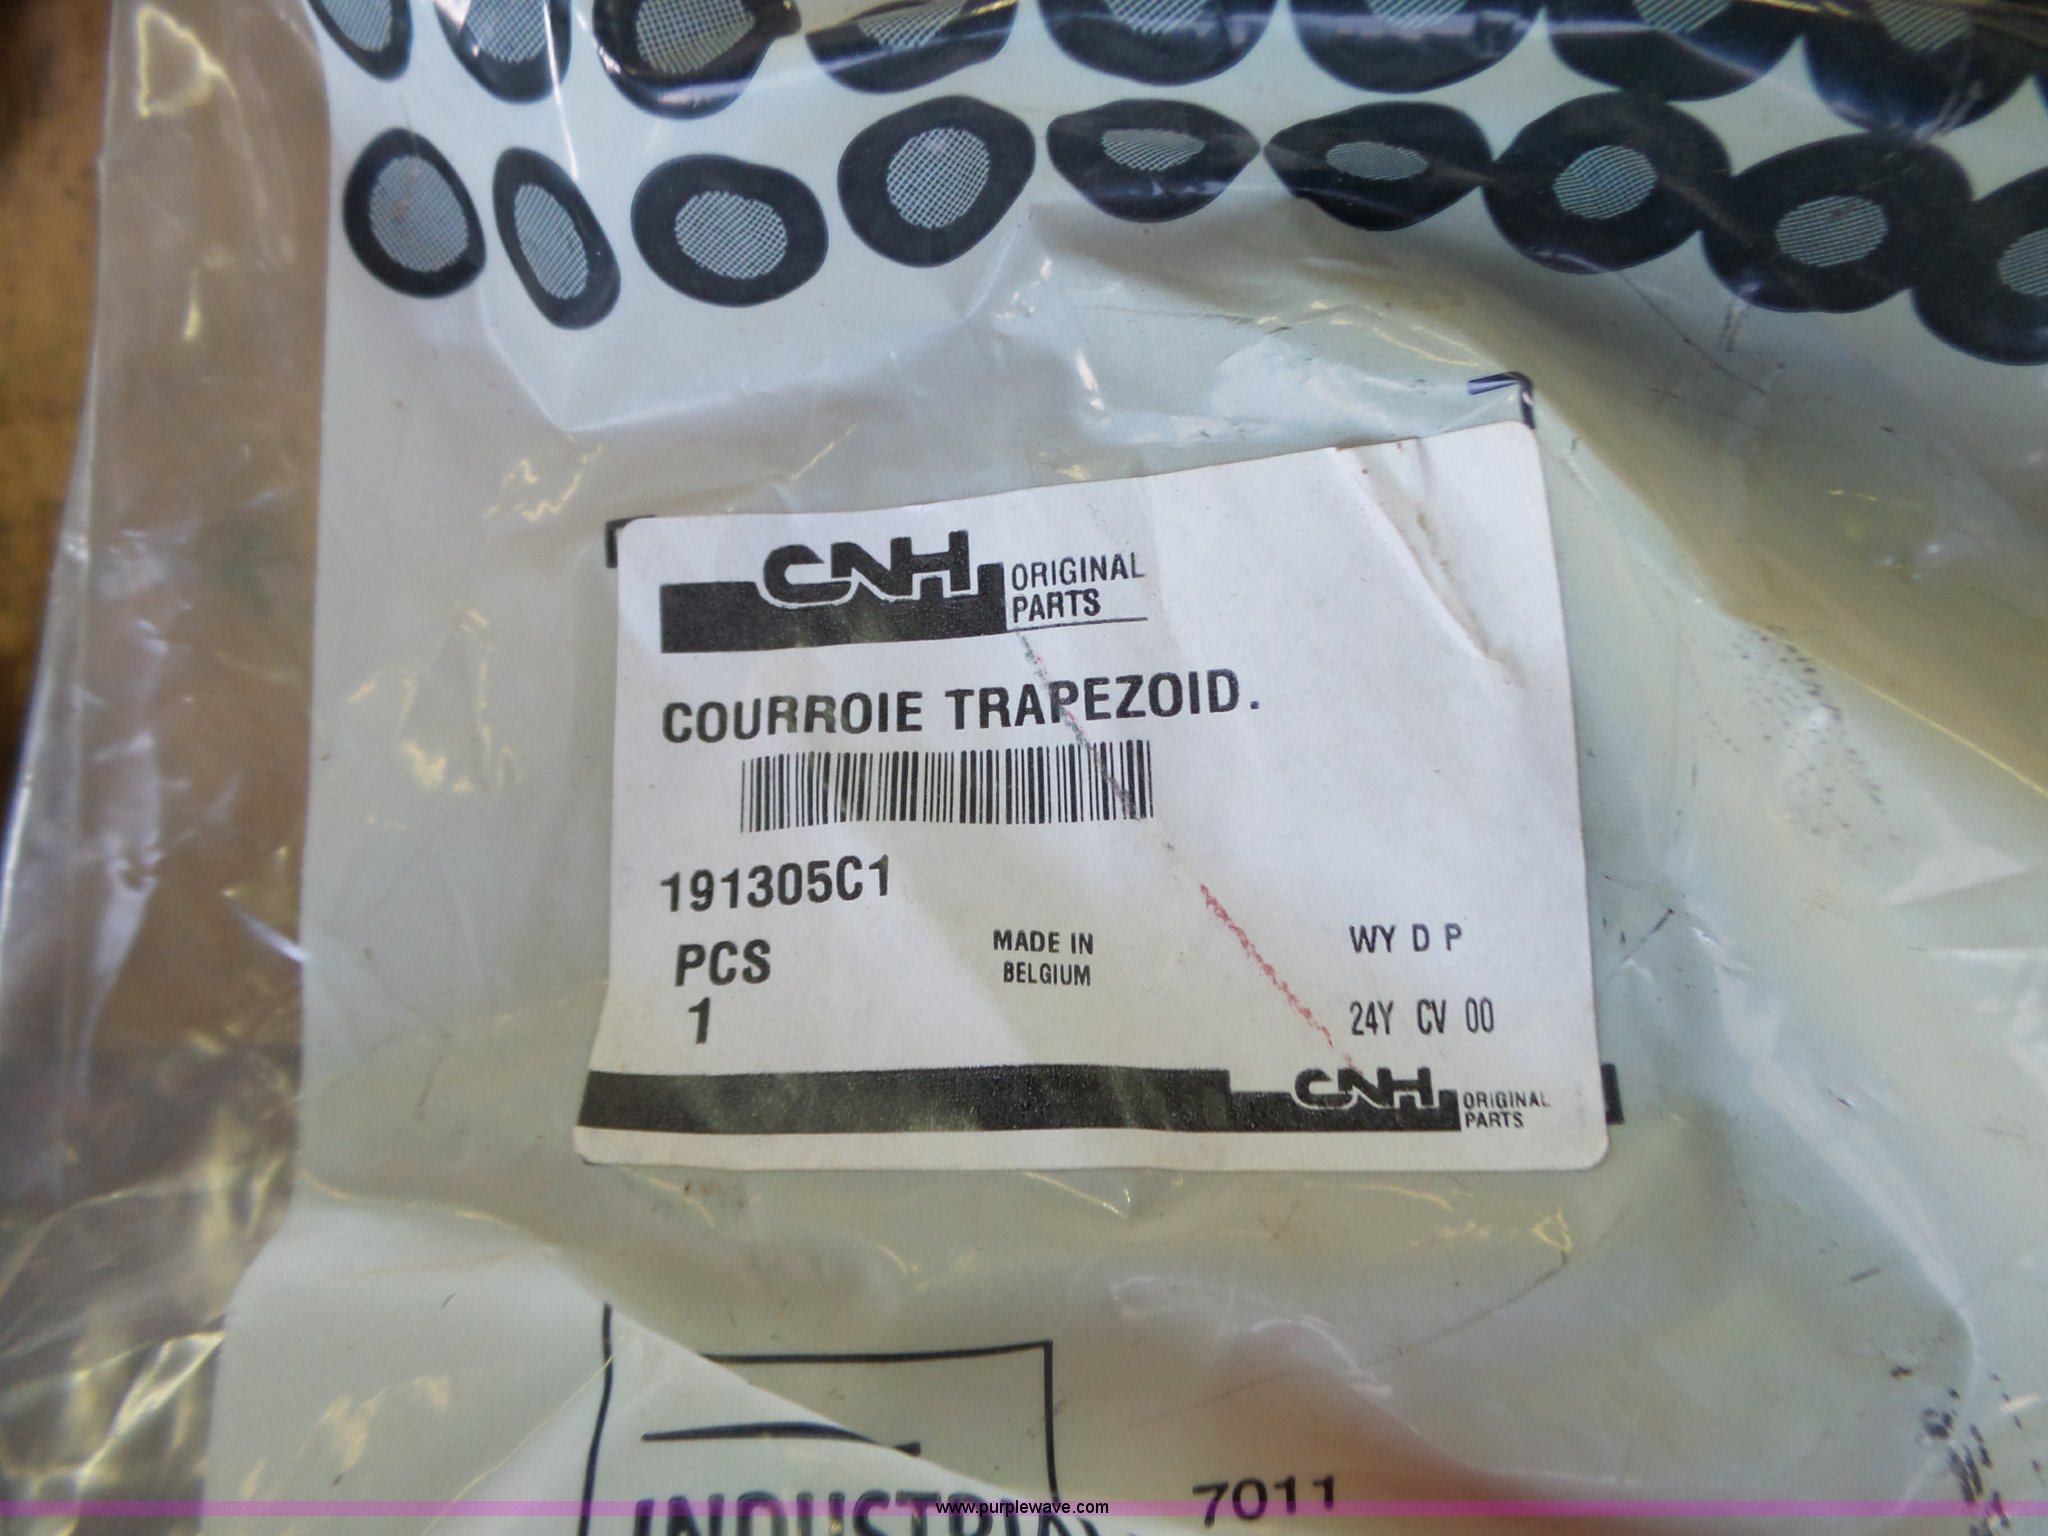 CNH ORIGINAL
PARTS
COURROIE TRAPEZOID.
191305C1
PCS
1
MADE IN
BELGIUM
WY D P
24Y CV 00
CNH ORIGINAL
PARTS
7011
www.purplewave.com